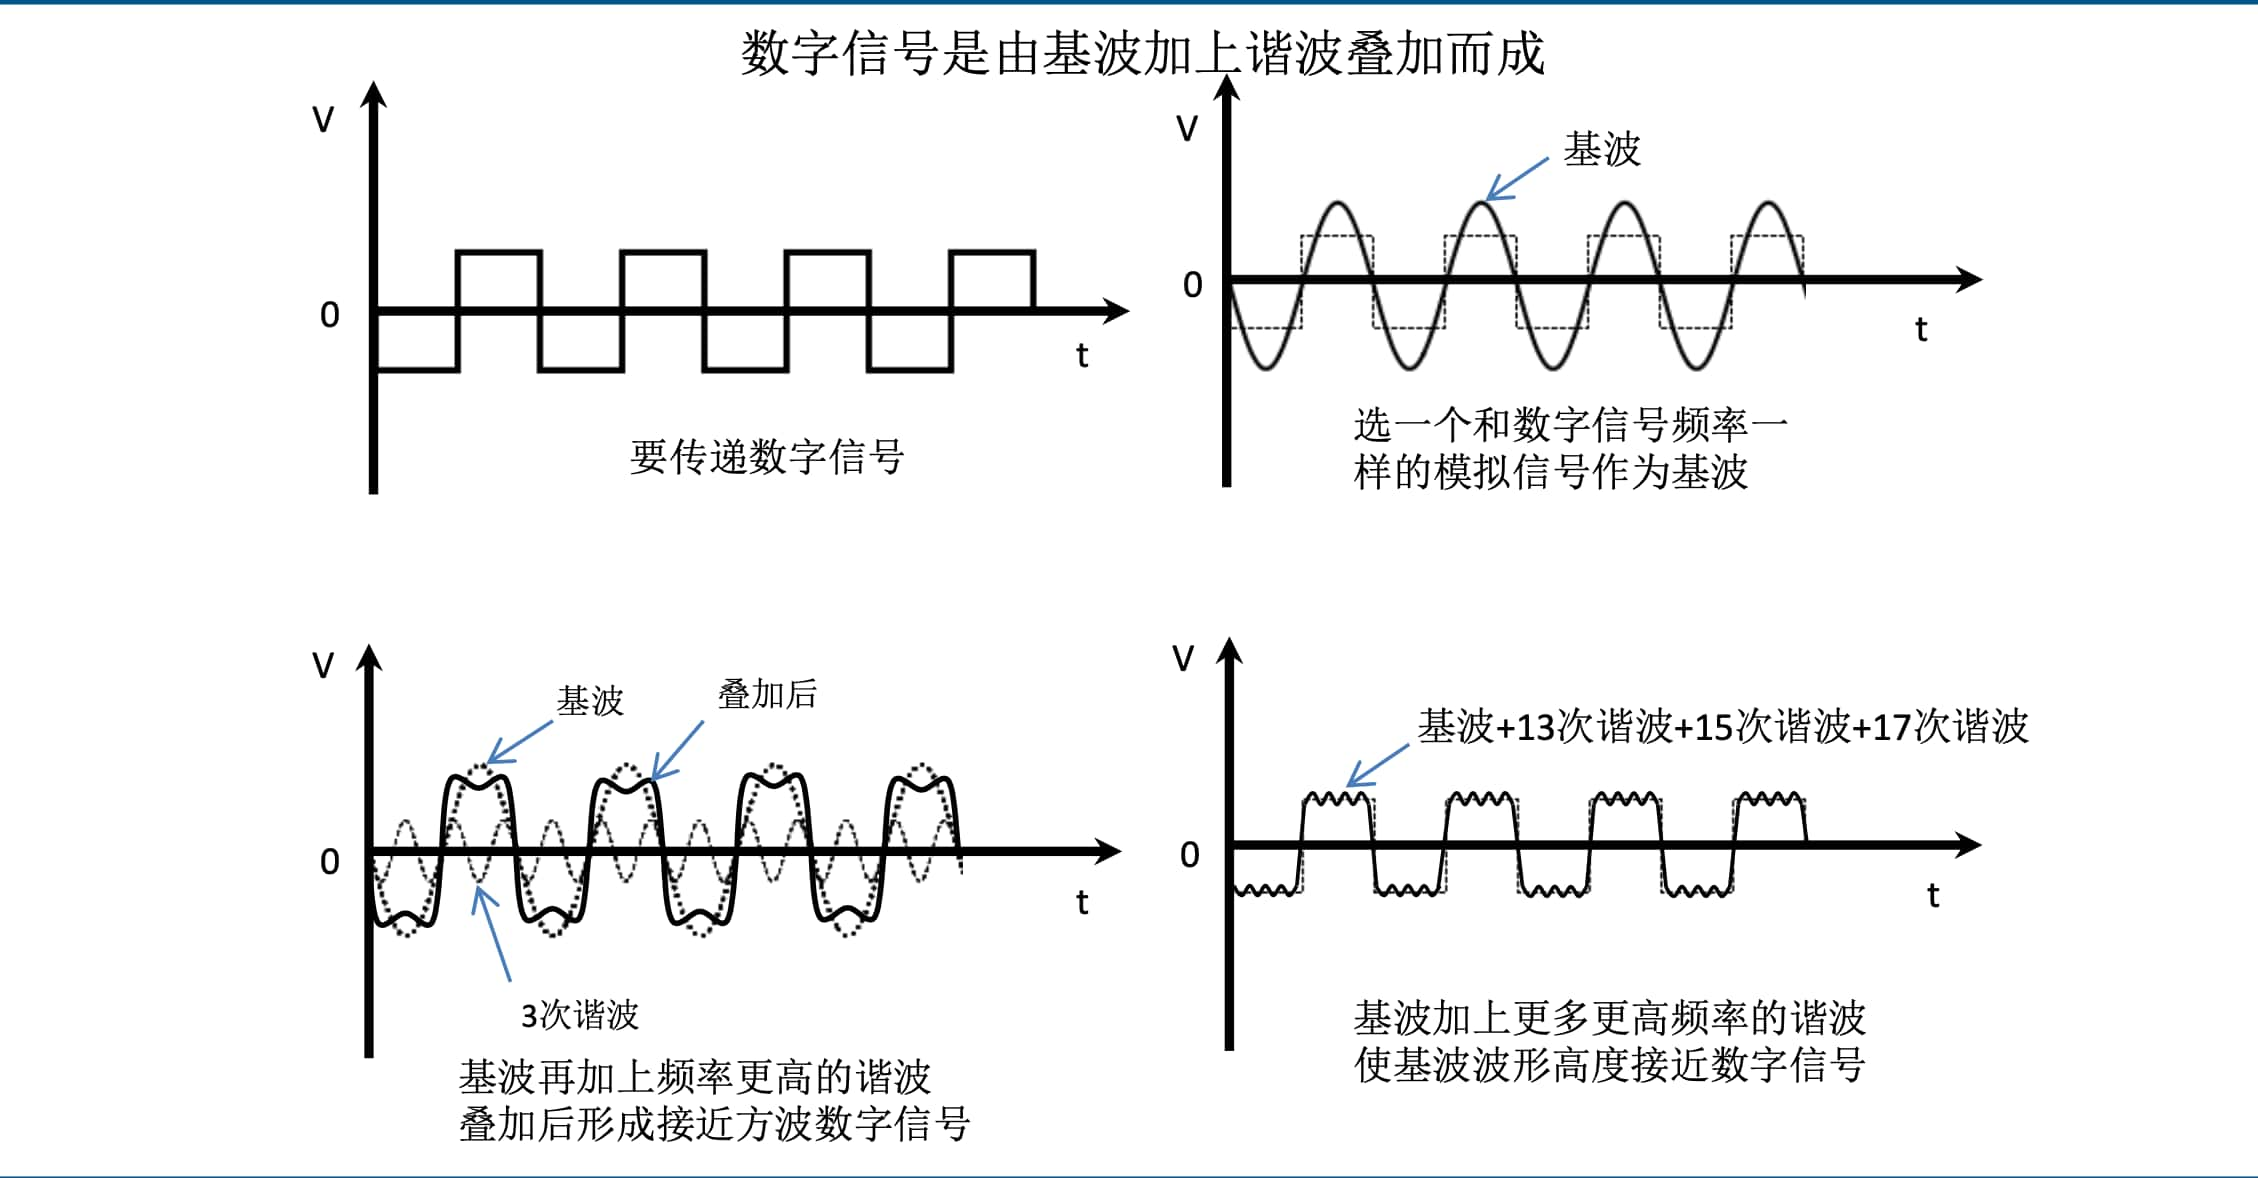 数字信号是由基波加上谐波叠加而成
V
0
t
要传递数字信号
V
基波
0
t
选一个和数字信号频率一
样的模拟信号作为基波
V
基波
叠加后
0
t
3次谐波
基波再加上频率更高的谐波
叠加后形成接近方波数字信号
V
基波+13次谐波+15次谐波+17次谐波
0
t
基波加上更多更高频率的谐波
使基波波形高度接近数字信号